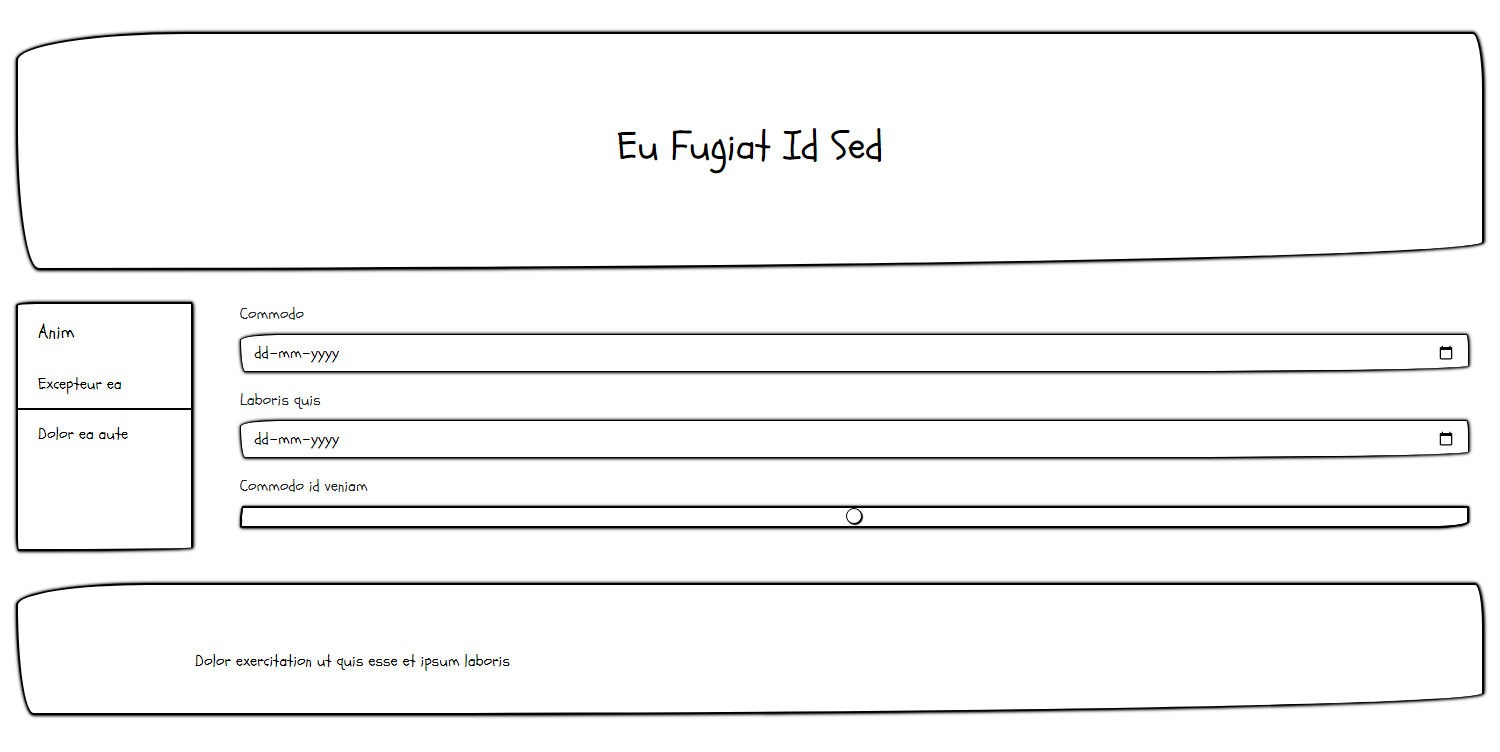 Eu Fugiat Id Sed
Anim
Excepteur ea
Dolor ea aute
Commodo
dd-mm-yyyy
Laboris quis
dd-mm-yyyy
Commodo id veniam
Dolor exercitation ut quis esse et ipsum laboris